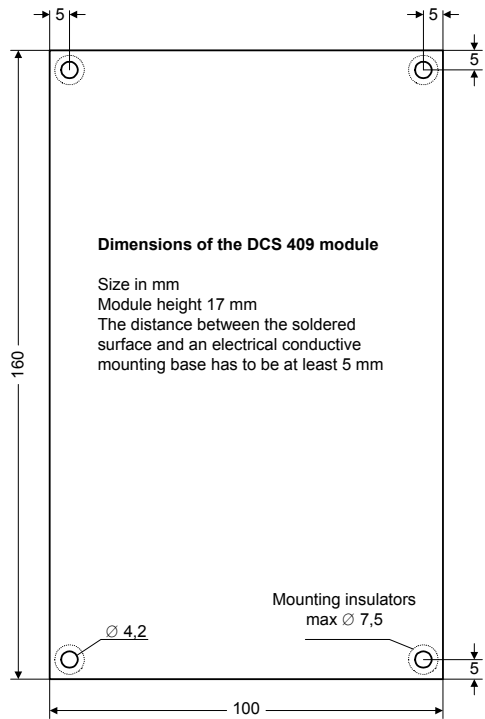 5
5
5
Dimensions of the DCS 409 module
Size in mm
Module height 17 mm
The distance between the soldered
surface and an electrical conductive
mounting base has to be at least 5 mm
160
Mounting insulators
max ∅ 7,5
∅ 4,2
5
100